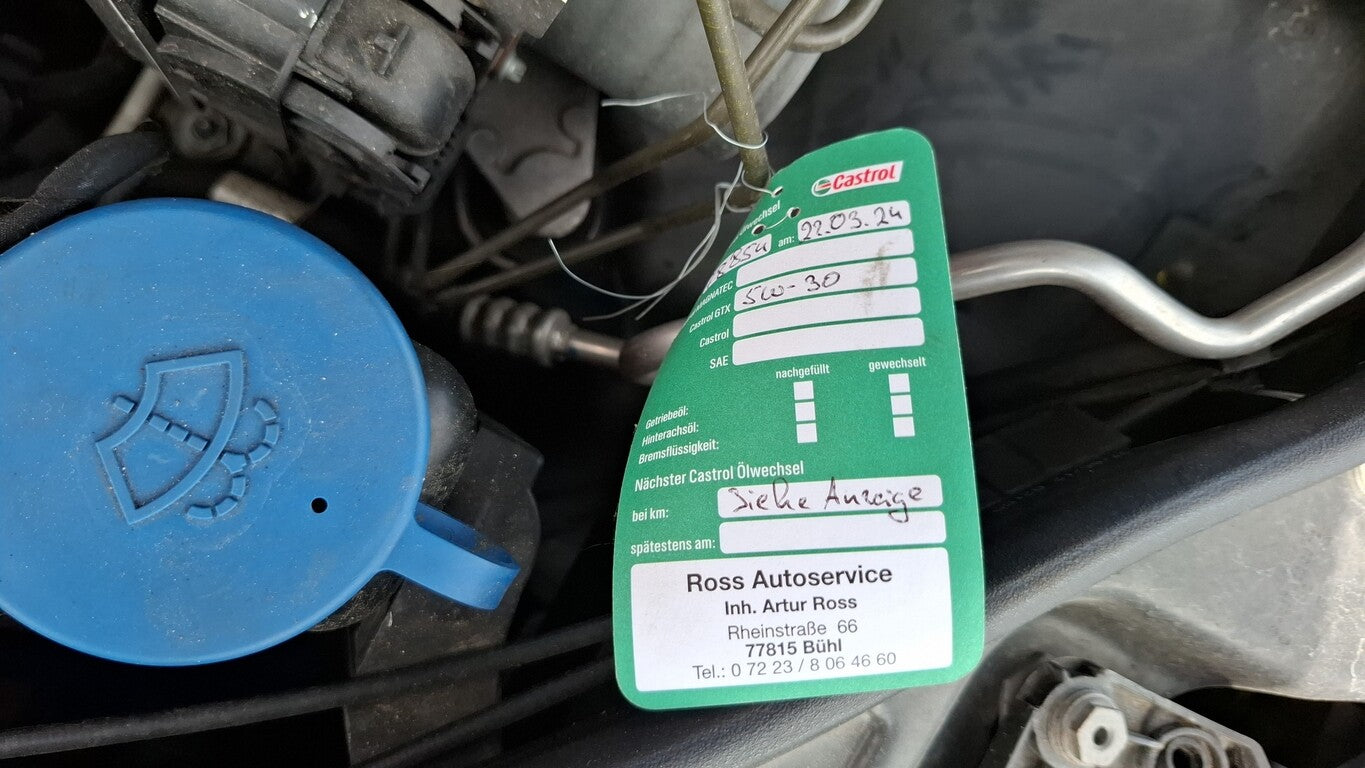 Castrol
Ölwechsel
am: 22.03.24
MAGNATEC
Castrol GTX 5W-30
Castrol
SAE
nachgefüllt gewechselt
Getriebeöl:
Hinterachsöl:
Bremsflüssigkeit:
Nächster Castrol Ölwechsel
bei km: Siehe Anzeige
spätestens am:
Ross Autoservice
Inh. Artur Ross
Rheinstraße 66
77815 Bühl
Tel.: 0 72 23 / 8 06 46 60